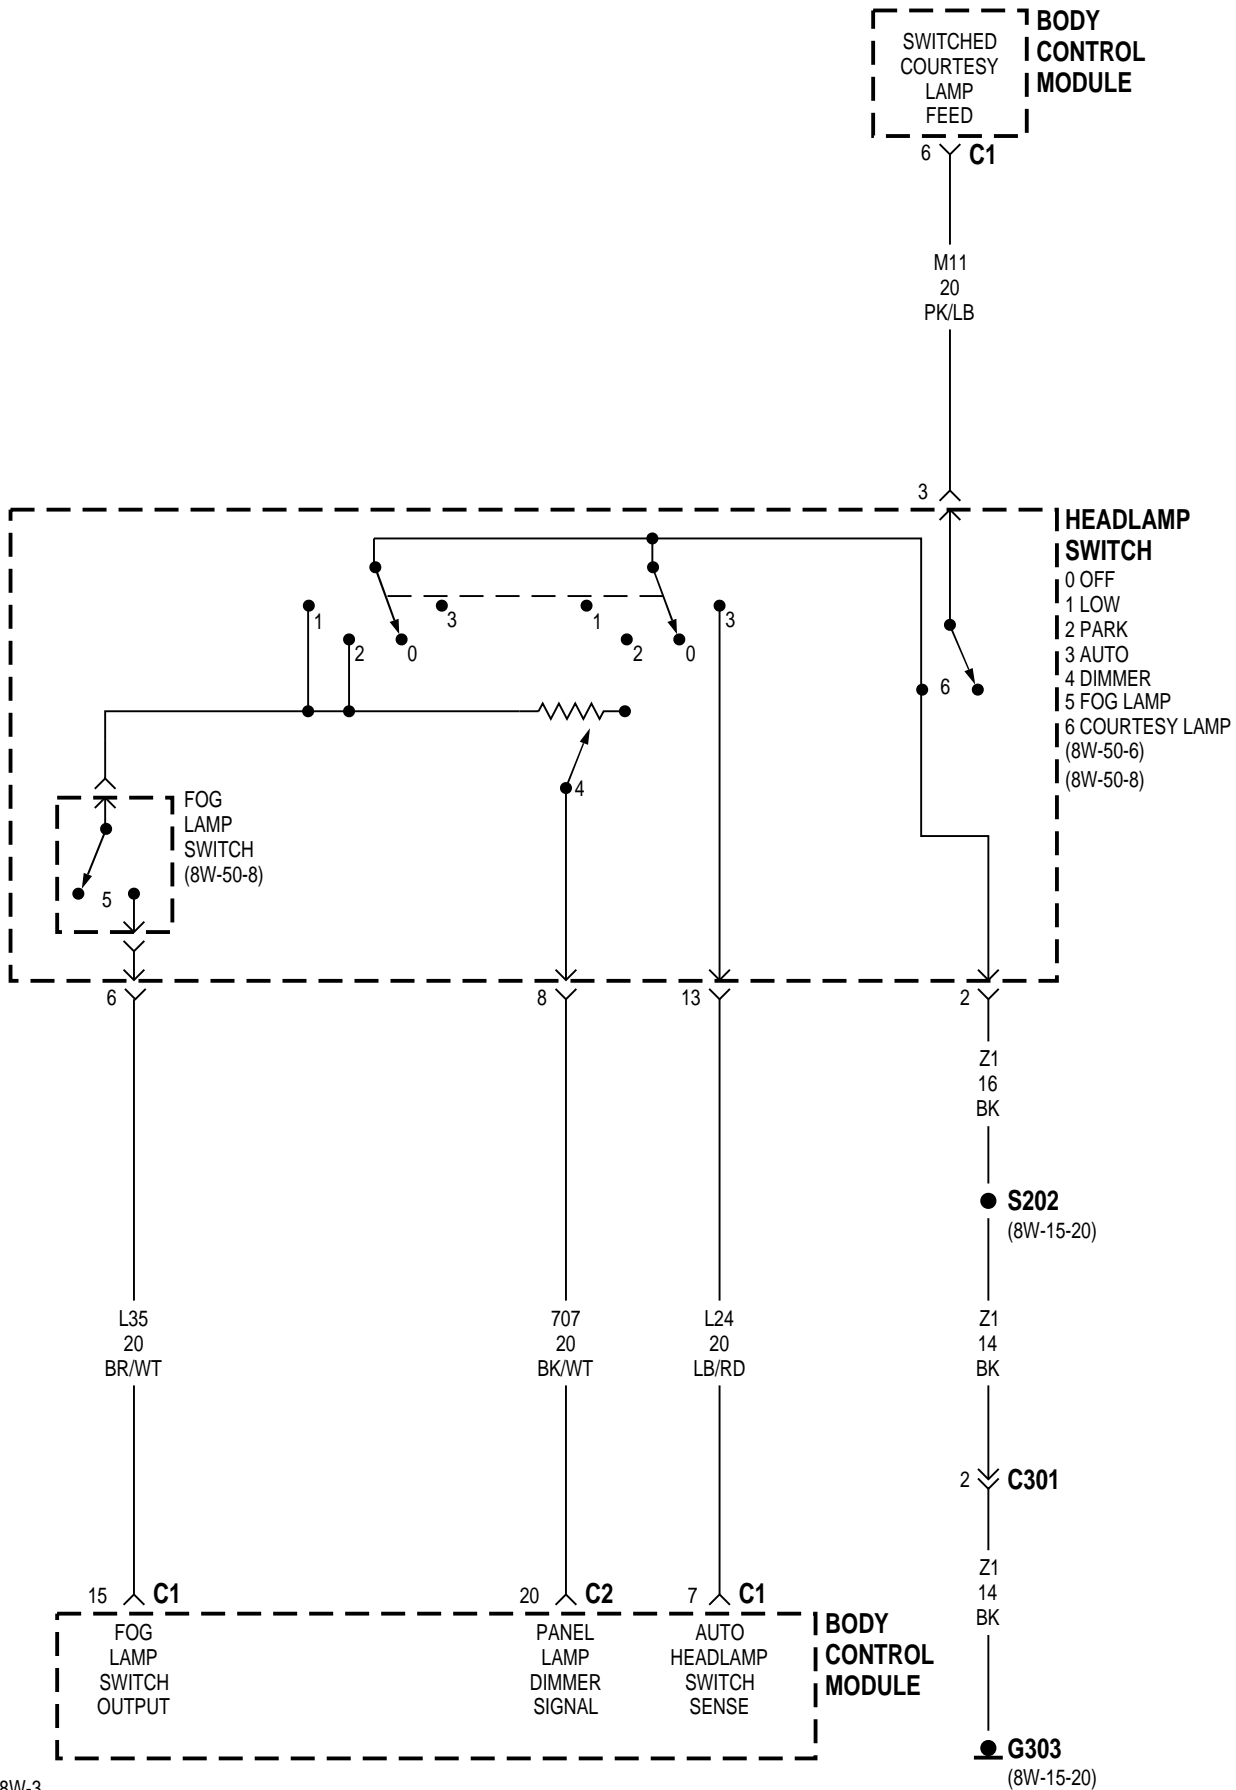 BODY
CONTROL
MODULE
SWITCHED
COURTESY
LAMP
FEED
6 C1
M11
20
PK/LB
3
HEADLAMP
SWITCH
0 OFF
1 LOW
2 PARK
3 AUTO
4 DIMMER
5 FOG LAMP
6 COURTESY LAMP
(8W-50-6)
(8W-50-8)
1 3 1 3
2 0 2 0
6
4
FOG
LAMP
SWITCH
(8W-50-8)
5
6 8 13 2
Z1
16
BK
S202
(8W-15-20)
L35
20
BR/WT
707
20
BK/WT
L24
20
LB/RD
Z1
14
BK
2 C301
Z1
14
BK
15 C1
20 C2
7 C1
FOG
LAMP
SWITCH
OUTPUT
PANEL
LAMP
DIMMER
SIGNAL
AUTO
HEADLAMP
SWITCH
SENSE
BODY
CONTROL
MODULE
G303
(8W-15-20)